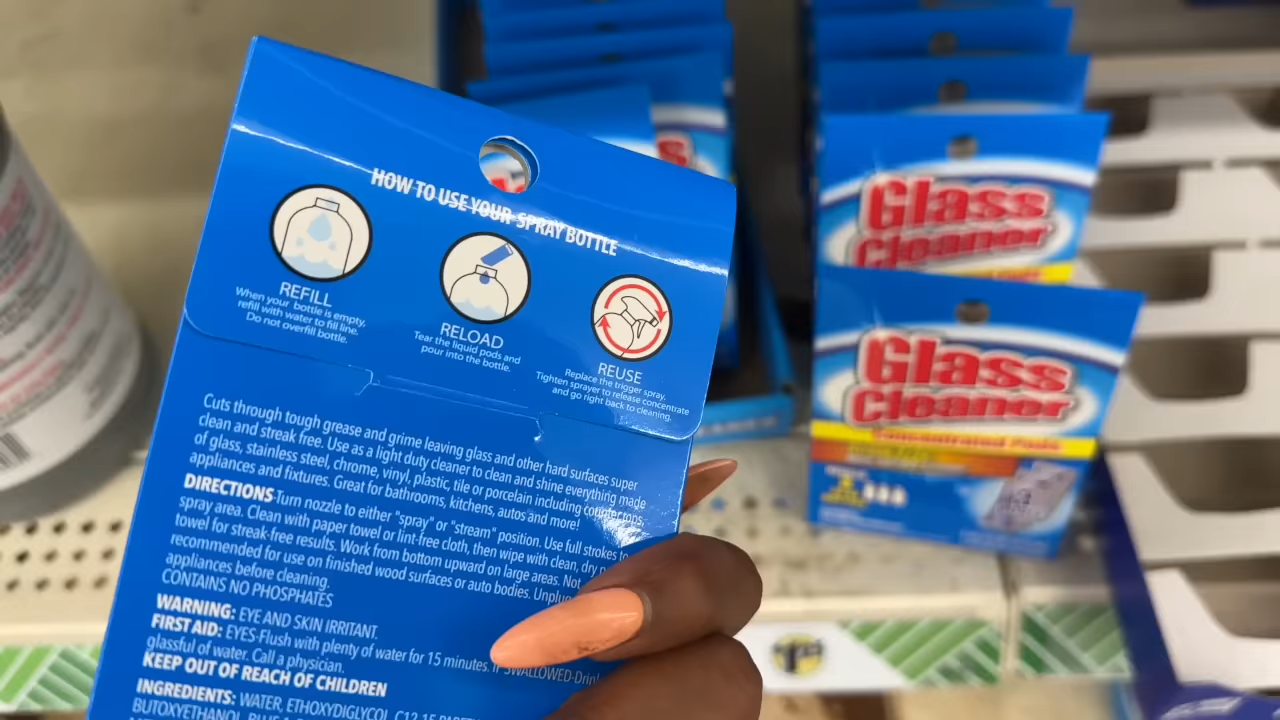 HOW TO USE YOUR SPRAY BOTTLE
REFILL
When your bottle is empty,
refill with water to fill line.
Do not overfill bottle.
RELOAD
Tear the liquid pods and
pour into the bottle.
REUSE
Replace the trigger spray.
Tighten sprayer to release concentrate
and go right back to cleaning.
Cuts through tough grease and grime leaving glass and other hard surfaces super
clean and streak free. Use as a light duty cleaner to clean and shine everything made
of glass, stainless steel, chrome, vinyl, plastic, tile or porcelain including countertops,
appliances and fixtures. Great for bathrooms, kitchens, autos and more!
DIRECTIONS-Turn nozzle to either "spray" or "stream" position. Use full strokes to
spray area. Clean with paper towel or lint-free cloth, then wipe with clean, dry
towel for streak-free results. Work from bottom upward on large areas. Not
recommended for use on finished wood surfaces or auto bodies.
appliances before cleaning.
CONTAINS NO PHOSPHATES
WARNING: EYE AND SKIN IRRITANT.
FIRST AID: EYES-Flush with plenty of water for 15 minutes. If SWALLOWED-Drink
glassful of water. Call a physician.
KEEP OUT OF REACH OF CHILDREN
INGREDIENTS: WATER, ETHOXYDIGLYCOL, C12-15
BUTOXYETHANOL, BLUE 1
Glass
Cleaner
Glass
Cleaner
Concentrated Pods